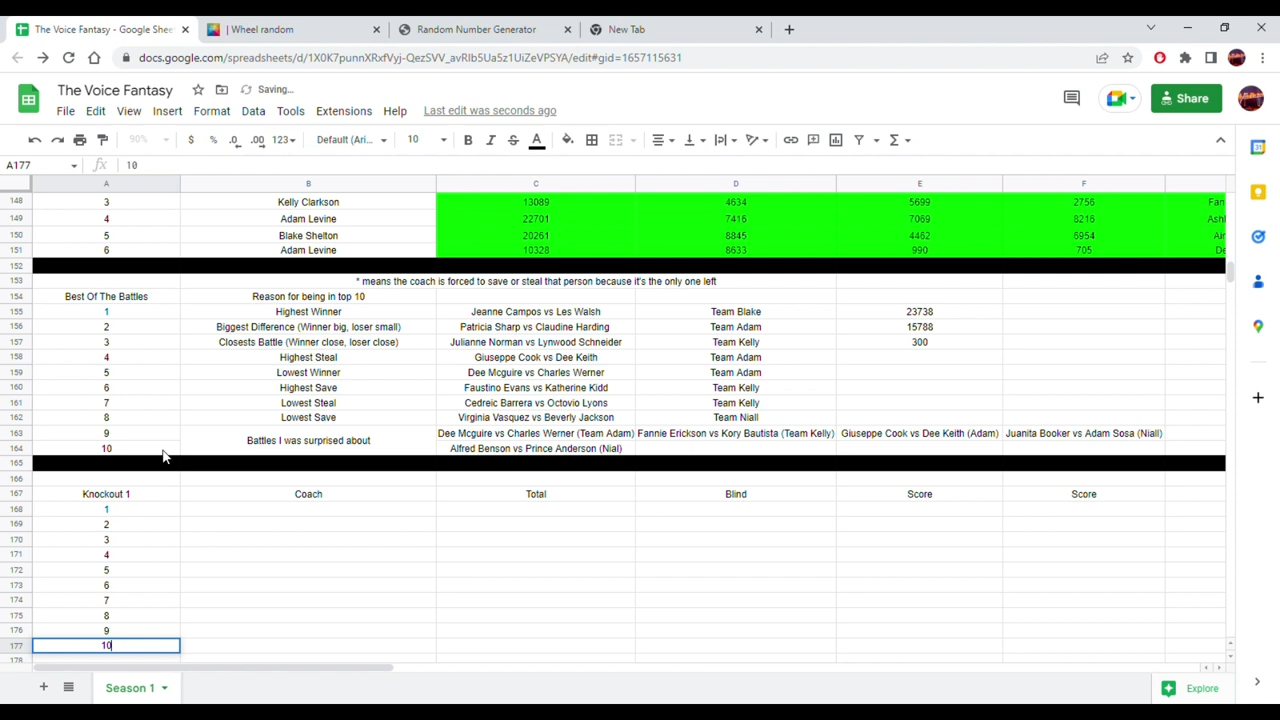 The Voice Fantasy - Google Shee
| Wheel random
Random Number Generator
New Tab
docs.google.com/spreadsheets/d/1X0K7punnXRxfVyj-QezSVV_avRIb5Ua5z1UiZeVPSYA/edit#gid=1657115631
The Voice Fantasy
Saving...
File Edit View Insert Format Data Tools Extensions Help Last edit was seconds ago
Share
90% $ % .0 .00 123 Default (Ari... 10 B I S A
A177 fx 10
A B C D E F
148 3 Kelly Clarkson 13089 4634 5699 2756 Fan
149 4 Adam Levine 22701 7416 7069 8216 Ash
150 5 Blake Shelton 20261 8845 4462 6954
151 6 Adam Levine 10328 8633 990 705 De
152
153 * means the coach is forced to save or steal that person because it's the only one left
154 Best Of The Battles Reason for being in top 10
155 1 Highest Winner Jeanne Campos vs Les Walsh Team Blake 23738
156 2 Biggest Difference (Winner big, loser small) Patricia Sharp vs Claudine Harding Team Adam 15788
157 3 Closests Battle (Winner close, loser close) Julianne Norman vs Lynwood Schneider Team Kelly 300
158 4 Highest Steal Giuseppe Cook vs Dee Keith Team Adam
159 5 Lowest Winner Dee Mcguire vs Charles Werner Team Adam
160 6 Highest Save Faustino Evans vs Katherine Kidd Team Kelly
161 7 Lowest Steal Cedreic Barrera vs Octovio Lyons Team Kelly
162 8 Lowest Save Virginia Vasquez vs Beverly Jackson Team Niall
163 9 Battles I was surprised about Dee Mcguire vs Charles Werner (Team Adam) Fannie Erickson vs Kory Bautista (Team Kelly) Giuseppe Cook vs Dee Keith (Adam) Juanita Booker vs Adam Sosa (Niall)
164 10 Alfred Benson vs Prince Anderson (Nial)
165
166
167 Knockout 1 Coach Total Blind Score Score
168 1
169 2
170 3
171 4
172 5
173 6
174 7
175 8
176 9
177 10
178
Season 1
Explore